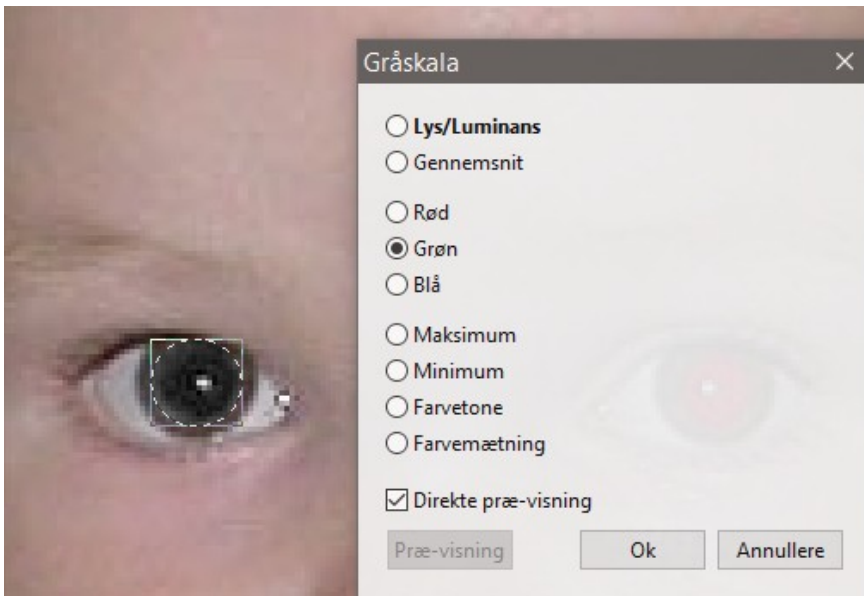 Gråskala
Lys/Luminans
Gennemsnit
Rød
Grøn
Blå
Maksimum
Minimum
Farvetone
Farvemætning
Direkte præ-visning
Præ-visning
Ok
Annullere